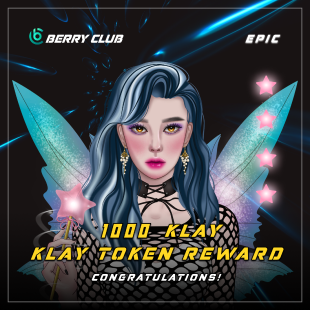 BERRY CLUB
EPIC
1000 KLAY
KLAY TOKEN REWARD
CONGRATULATIONS!